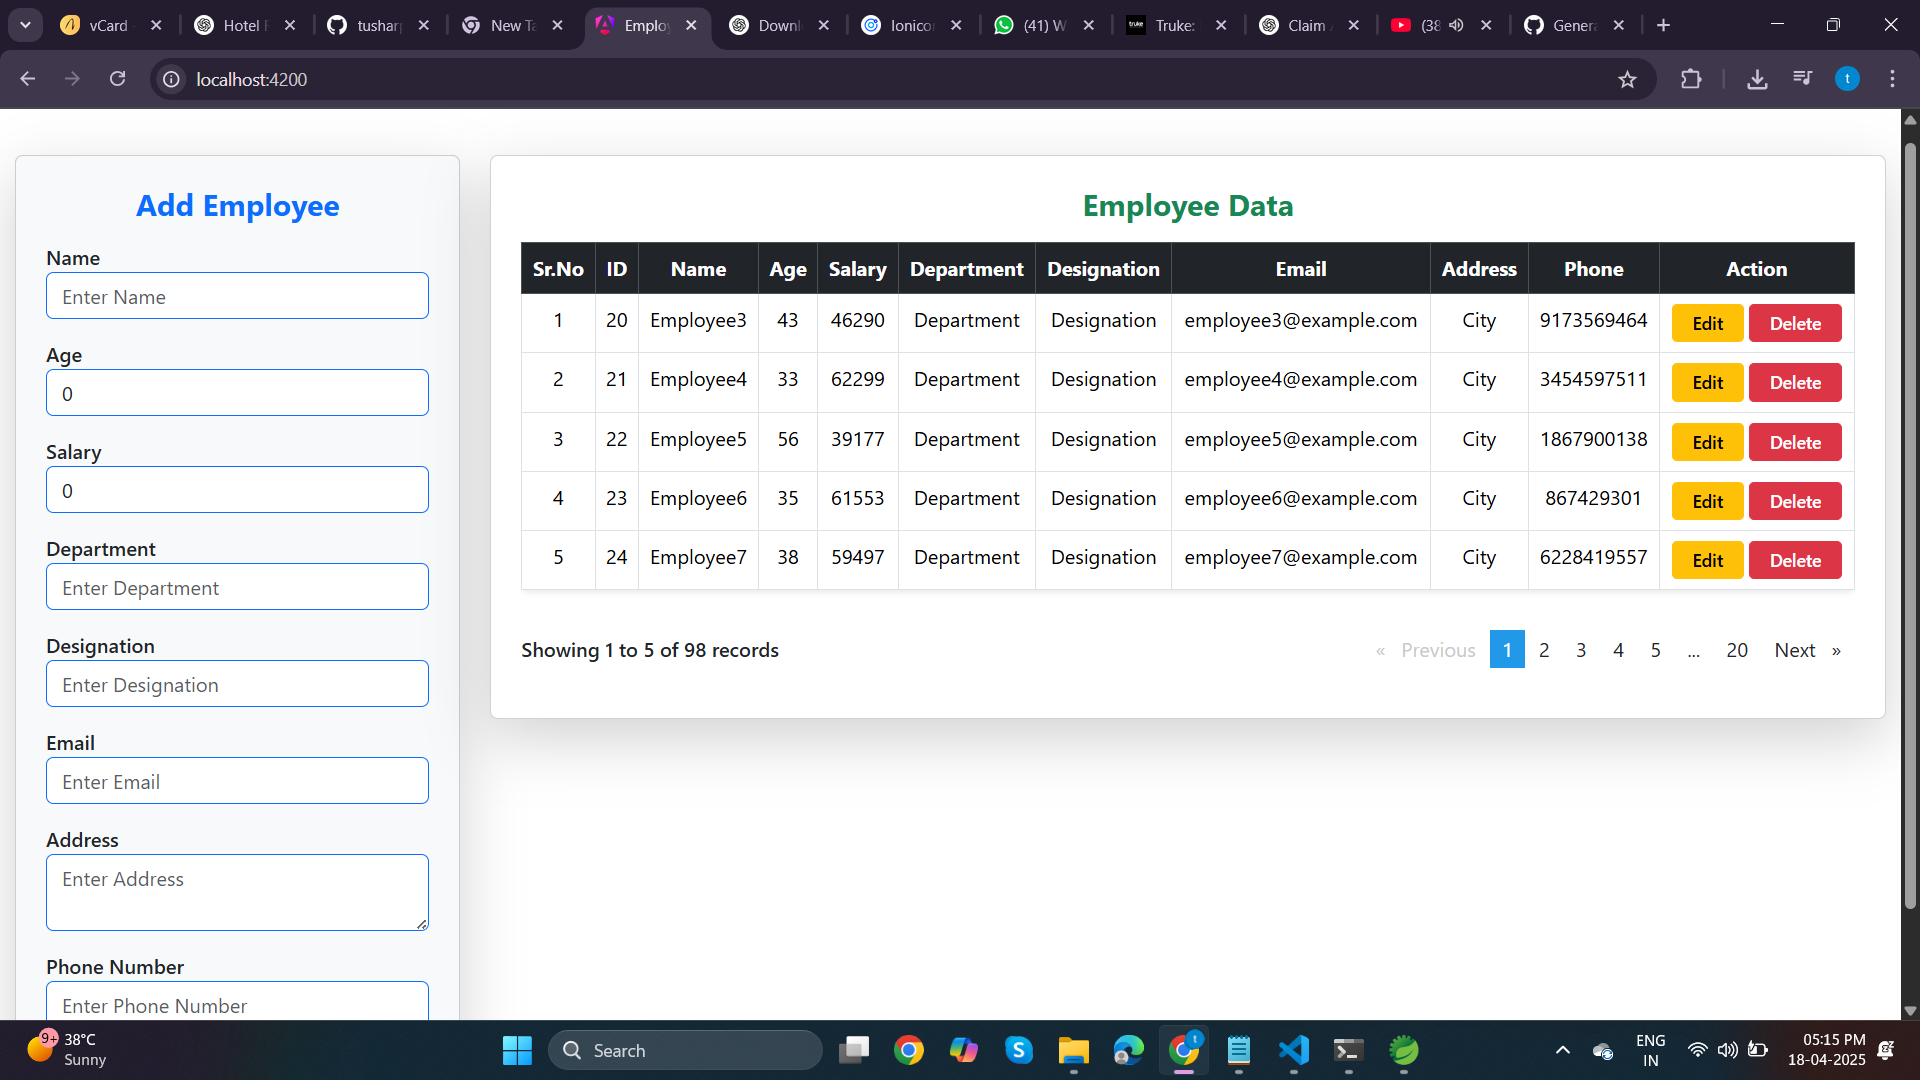 vCard
Hotel F
tushar
New Ta
Employ
Downl
Ionico
(41) W
truke
Truke:
Claim
(38
Genera
localhost:4200
t
Add Employee
Name
Enter Name
Age
0
Salary
0
Department
Enter Department
Designation
Enter Designation
Email
Enter Email
Address
Enter Address
Phone Number
Enter Phone Number
Employee Data
Sr.No ID Name Age Salary Department Designation Email Address Phone Action
1 20 Employee3 43 46290 Department Designation employee3@example.com City 9173569464 Edit Delete
2 21 Employee4 33 62299 Department Designation employee4@example.com City 3454597511 Edit Delete
3 22 Employee5 56 39177 Department Designation employee5@example.com City 1867900138 Edit Delete
4 23 Employee6 35 61553 Department Designation employee6@example.com City 867429301 Edit Delete
5 24 Employee7 38 59497 Department Designation employee7@example.com City 6228419557 Edit Delete
Showing 1 to 5 of 98 records
« Previous 1 2 3 4 5 ... 20 Next »
9+
38°C
Sunny
Search
ENG
IN
05:15 PM
18-04-2025